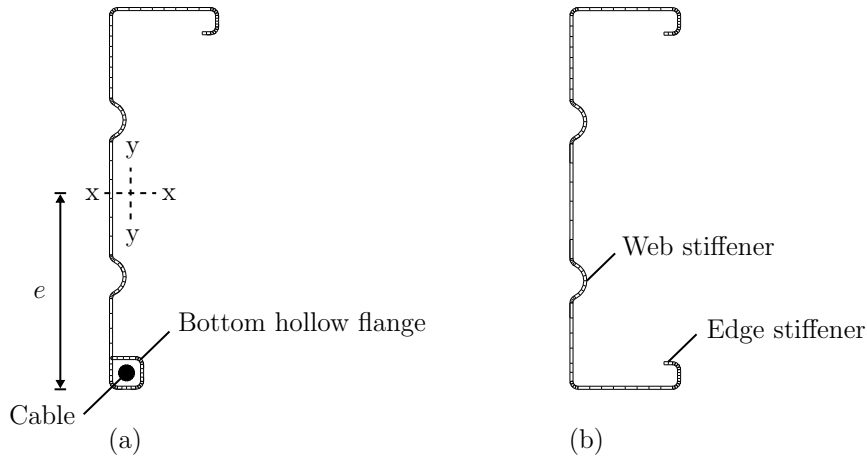 y
x x
y
e
Web stiffener
Bottom hollow flange
Edge stiffener
Cable
(a)
(b)